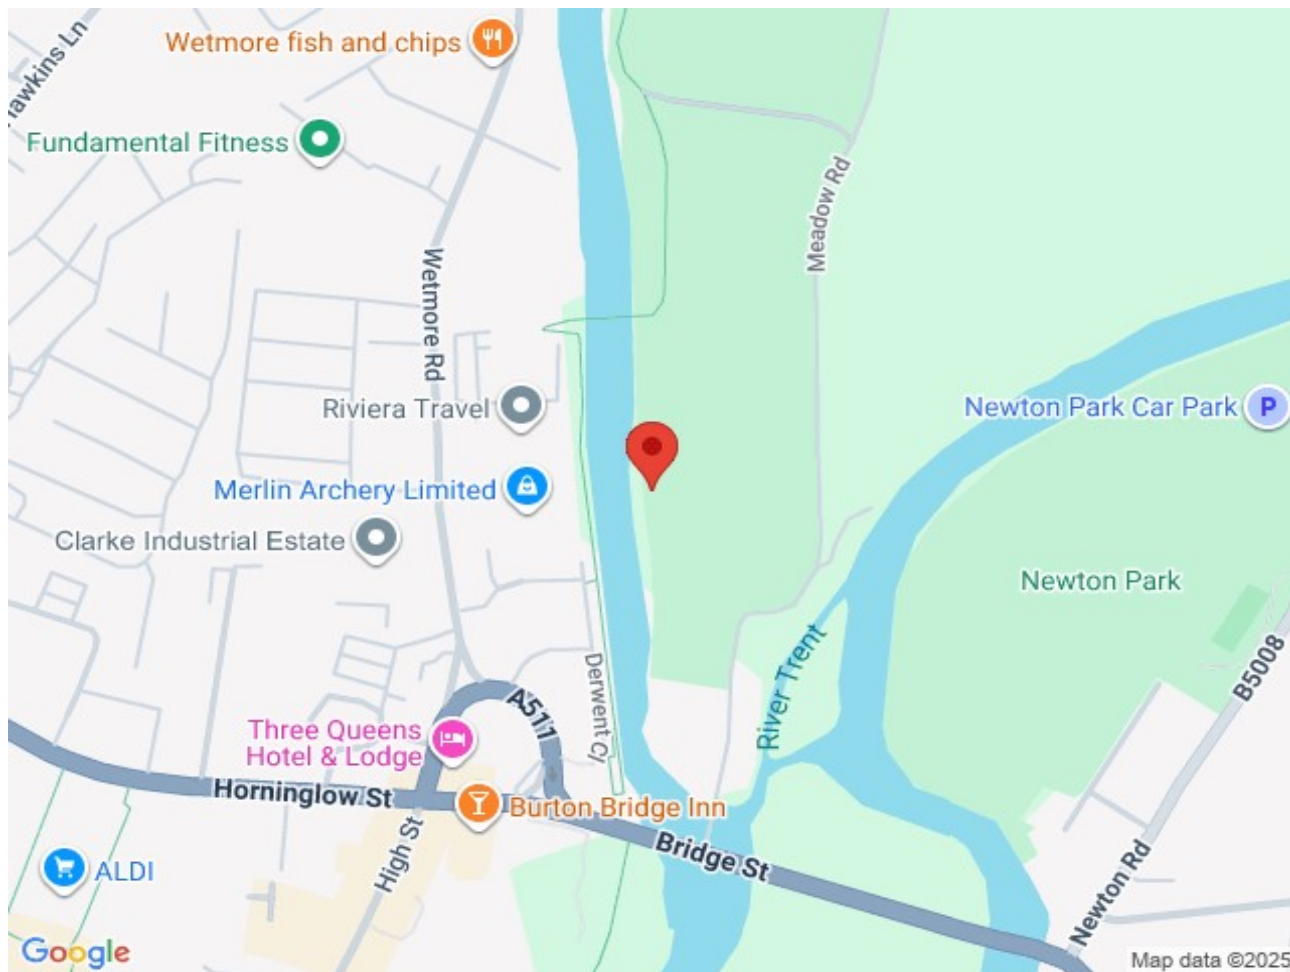 Wetmore fish and chips
Hawkins Ln
Fundamental Fitness
Meadow Rd
Wetmore Rd
Riviera Travel
Newton Park Car Park
P
Merlin Archery Limited
Clarke Industrial Estate
Newton Park
River Trent
B5008
Derwent Cl
A511
Three Queens
Hotel & Lodge
Horninglow St
Burton Bridge Inn
Bridge St
High St
ALDI
Newton Rd
Google
Map data ©2025